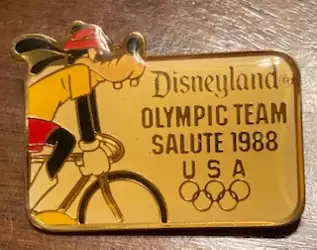 Disneyland®
OLYMPIC TEAM
SALUTE 1988
USA